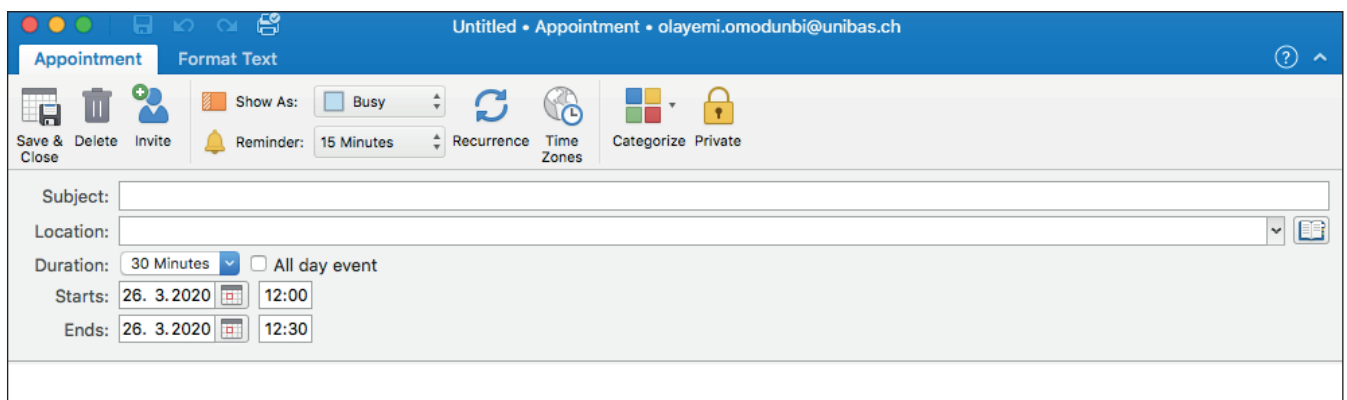 Untitled • Appointment • olayemi.omodunbi@unibas.ch
Appointment Format Text ?
Save & Close Delete Invite Show As: Busy Recurrence Time Zones Categorize Private
Reminder: 15 Minutes
Subject:
Location:
Duration: 30 Minutes All day event
Starts: 26. 3.2020 12:00
Ends: 26. 3.2020 12:30